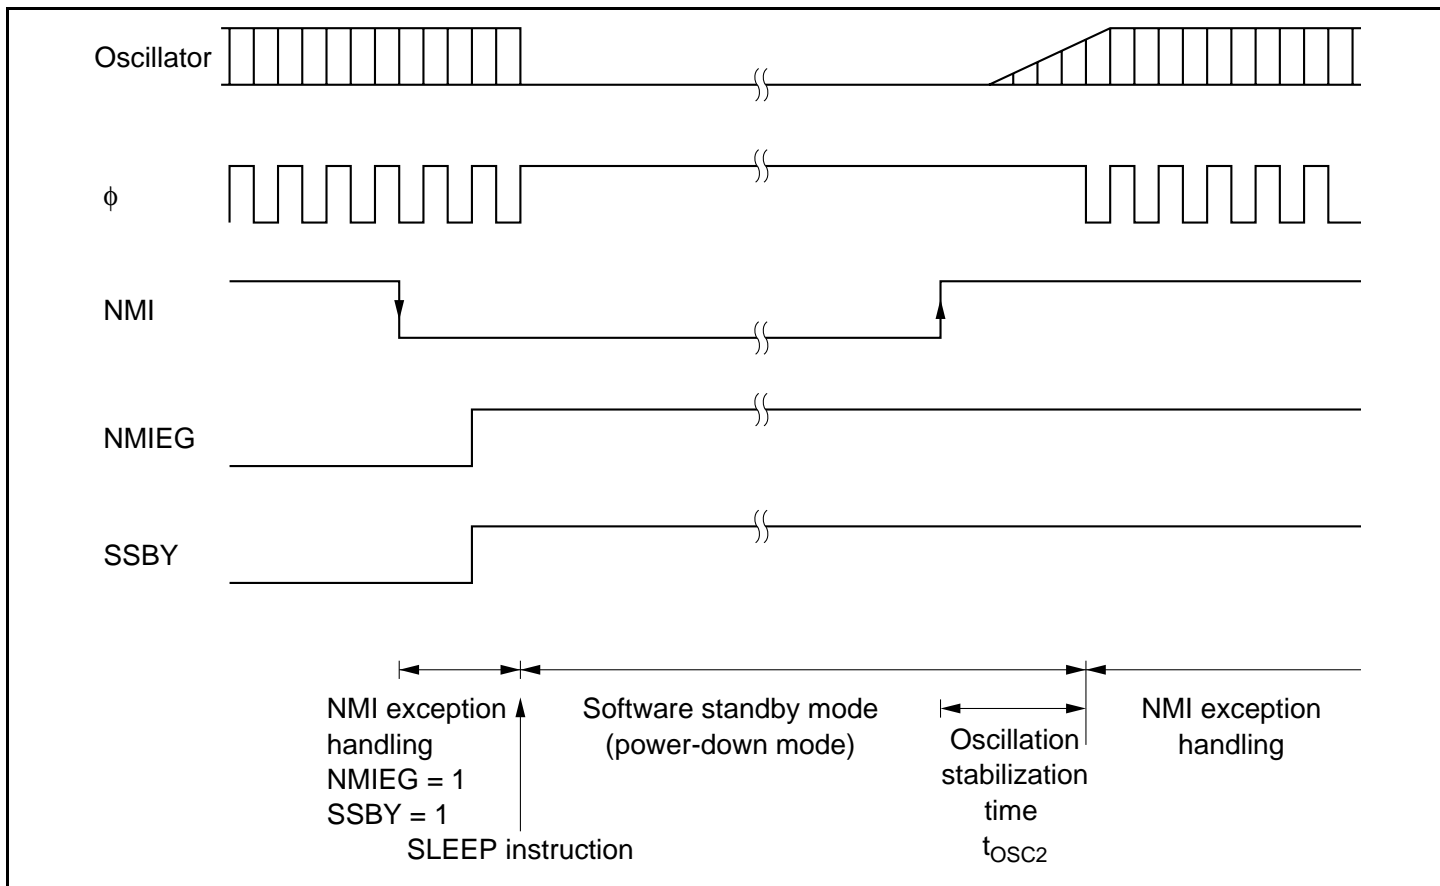 Oscillator
ϕ
NMI
NMIEG
SSBY
NMI exception
handling
NMIEG = 1
SSBY = 1
SLEEP instruction
Software standby mode
(power-down mode)
Oscillation
stabilization
time
tOSC2
NMI exception
handling